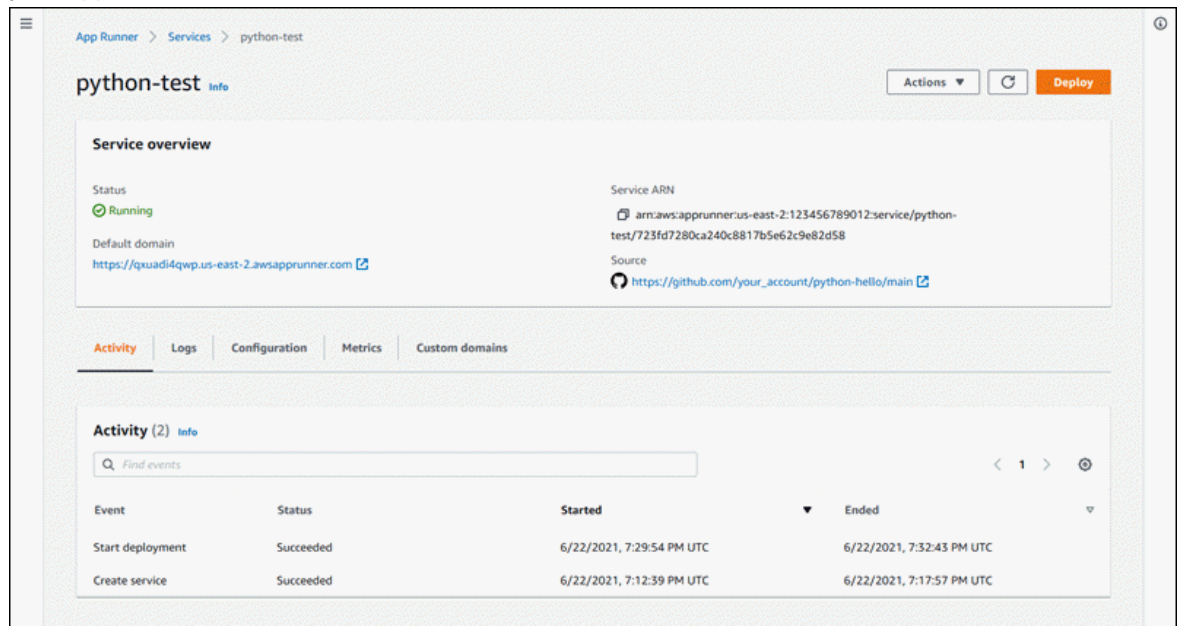 App Runner > Services > python-test
python-test Info
Actions ▼ Deploy
Service overview
Status
Running
Default domain
https://qxuadi4qwp.us-east-2.awsapprunner.com
Service ARN
arn:aws:apprunner:us-east-2:123456789012:service/python-
test/723fd7280ca240c8817b5e62c9e82d58
Source
https://github.com/your_account/python-hello/main
Activity Logs Configuration Metrics Custom domains
Activity (2) Info
Find events
< 1 >
Event Status Started ▼ Ended
Start deployment Succeeded 6/22/2021, 7:29:54 PM UTC 6/22/2021, 7:32:43 PM UTC
Create service Succeeded 6/22/2021, 7:12:39 PM UTC 6/22/2021, 7:17:57 PM UTC